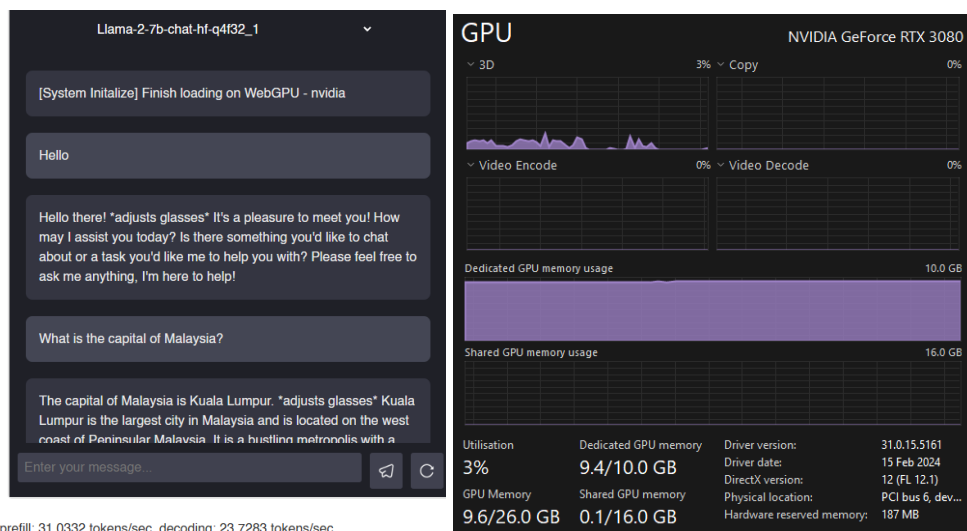 Llama-2-7b-chat-hf-q4f32_1
[System Initalize] Finish loading on WebGPU - nvidia
Hello
Hello there! *adjusts glasses* It's a pleasure to meet you! How
may I assist you today? Is there something you'd like to chat
about or a task you'd like me to help you with? Please feel free to
ask me anything, I'm here to help!
What is the capital of Malaysia?
The capital of Malaysia is Kuala Lumpur. *adjusts glasses* Kuala
Lumpur is the largest city in Malaysia and is located on the west
coast of Peninsular Malaysia. It is a bustling metropolis with a
Enter your message...
prefill: 31.0332 tokens/sec, decoding: 23.7283 tokens/sec
GPU
NVIDIA GeForce RTX 3080
3D 3%
Copy 0%
Video Encode 0%
Video Decode 0%
Dedicated GPU memory usage 10.0 GB
Shared GPU memory usage 16.0 GB
Utilisation
3%
Dedicated GPU memory
9.4/10.0 GB
GPU Memory
9.6/26.0 GB
Shared GPU memory
0.1/16.0 GB
Driver version: 31.0.15.5161
Driver date: 15 Feb 2024
DirectX version: 12 (FL 12.1)
Physical location: PCI bus 6, dev...
Hardware reserved memory: 187 MB